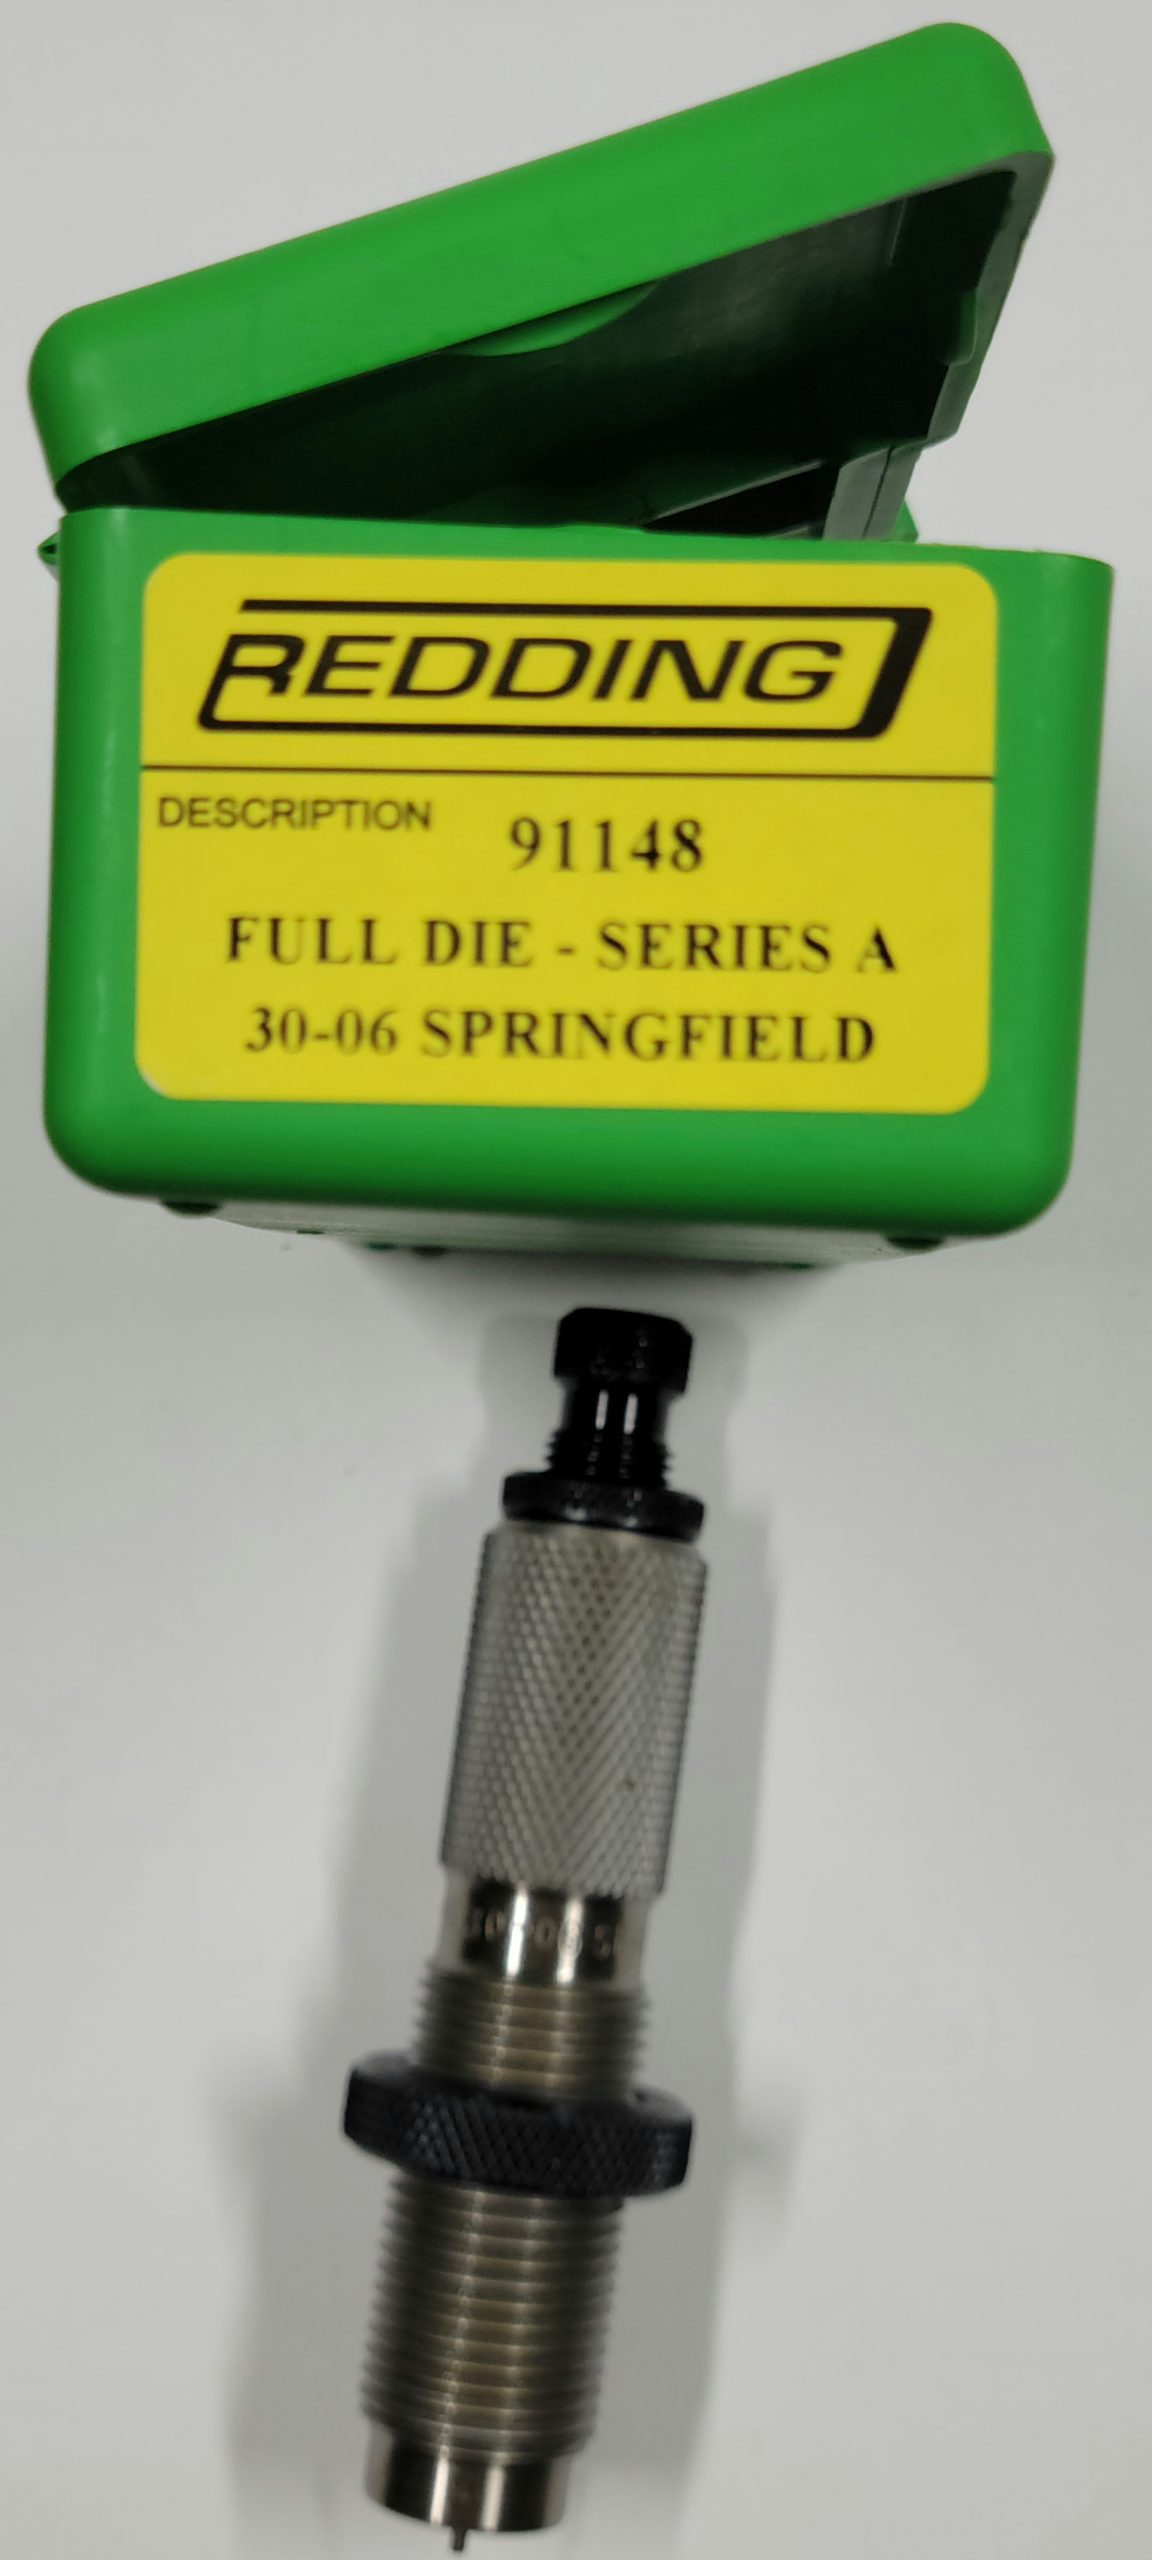 REDDING
DESCRIPTION 91148
FULL DIE - SERIES A
30-06 SPRINGFIELD